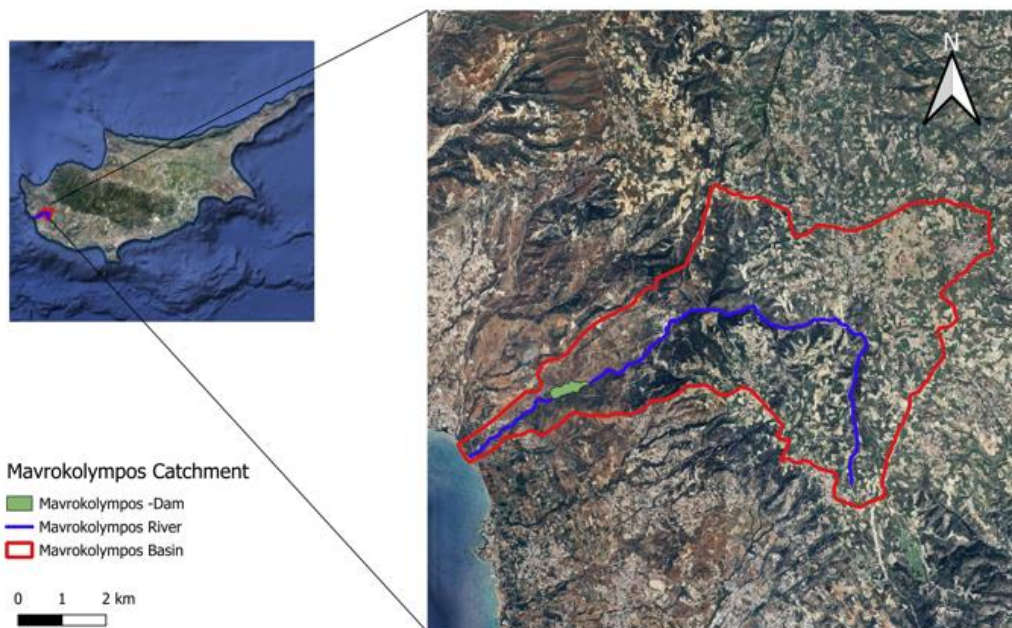 N
Mavrokolympos Catchment
Mavrokolympos -Dam
Mavrokolympos River
Mavrokolympos Basin
0 1 2 km